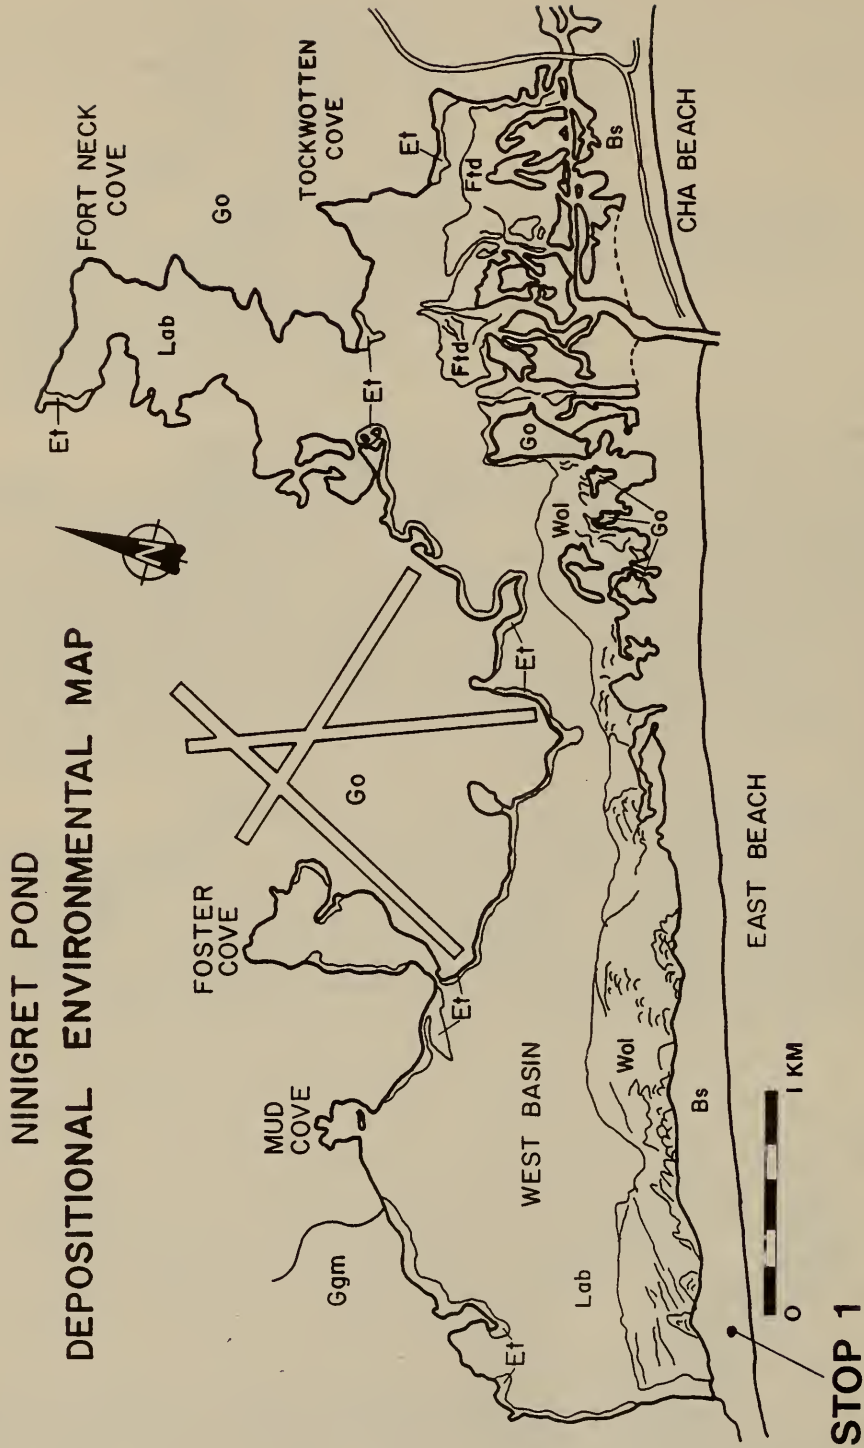 NINIGRET POND
DEPOSITIONAL ENVIRONMENTAL MAP
FORT NECK
COVE
Et
Lab
Go
TOCKWOTTEN
COVE
N
Et
Et
FOSTER
COVE
Go
Ftd
Ftd
MUD
COVE
Et
Et
Go
Ggm
Wol
Go
Bs
WEST BASIN
CHA BEACH
Et
Lab
Wol
Bs
EAST BEACH
0
1 KM
STOP 1